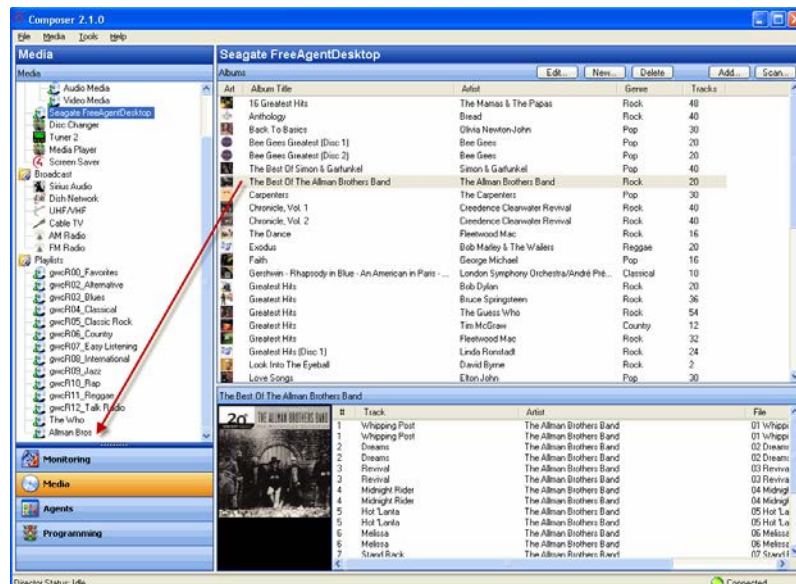 Composer 2.1.0
File Media Tools Help
Media
Media
Audio Media
Video Media
Seagate FreeAgentDesktop
Disc Changer
Tuner 2
Media Player
Screen Saver
Broadcast
Sirius Audio
Dish Network
UHF/VHF
Cable TV
AM Radio
FM Radio
Playlists
gwcR00_Favorites
gwcR02_Alternative
gwcR03_Blues
gwcR04_Classical
gwcR05_Classic Rock
gwcR06_Country
gwcR07_Easy Listening
gwcR08_International
gwcR09_Jazz
gwcR10_Rap
gwcR11_Reggae
gwcR12_Talk Radio
The Who
Allman Bros
Monitoring
Media
Agents
Programming
Seagate FreeAgentDesktop
Albums Edit... New... Delete Add... Scan...
Art Album Title Artist Genre Tracks
16 Greatest Hits The Mamas & The Papas Rock 48
Anthology Bread Rock 40
Back To Basics Olivia Newton-John Pop 30
Bee Gees Greatest (Disc 1) Bee Gees Pop 20
Bee Gees Greatest (Disc 2) Bee Gees Pop 20
The Best Of Simon & Garfunkel Simon & Garfunkel Rock 40
The Best Of The Allman Brothers Band The Allman Brothers Band Rock 20
Carpenters The Carpenters Pop 30
Chronicle, Vol. 1 Creedence Clearwater Revival Rock 40
Chronicle, Vol. 2 Creedence Clearwater Revival Rock 40
The Dance Fleetwood Mac Rock 16
Exodus Bob Marley & The Wailers Reggae 20
Faith George Michael Pop 16
Gershwin - Rhapsody in Blue - An American in Paris - ... London Symphony Orchestra/André Pré... Classical 10
Greatest Hits Bob Dylan Rock 20
Greatest Hits Bruce Springsteen Rock 36
Greatest Hits The Guess Who Rock 54
Greatest Hits Tim McGraw Country 12
Greatest Hits Fleetwood Mac Rock 32
Greatest Hits (Disc 1) Linda Ronstadt Rock 24
Look Into The Eyeball David Byrne Rock 2
Love Songs Elton John Pop 30
The Best Of The Allman Brothers Band
20 THE ALLMAN BROTHERS BAND
# Track Artist File
1 Whipping Post The Allman Brothers Band 01 Whippi
1 Whipping Post The Allman Brothers Band 01 Whippi
2 Dreams The Allman Brothers Band 02 Dreams
2 Dreams The Allman Brothers Band 02 Dreams
3 Revival The Allman Brothers Band 03 Reviva
3 Revival The Allman Brothers Band 03 Reviva
4 Midnight Rider The Allman Brothers Band 04 Midnigl
4 Midnight Rider The Allman Brothers Band 04 Midnigl
5 Hot 'Lanta The Allman Brothers Band 05 Hot 'La
5 Hot 'Lanta The Allman Brothers Band 05 Hot 'La
6 Melissa The Allman Brothers Band 06 Melissa
6 Melissa The Allman Brothers Band 06 Melissa
7 Stand Back The Allman Brothers Band 07 Stand
Director Status: Idle Connected